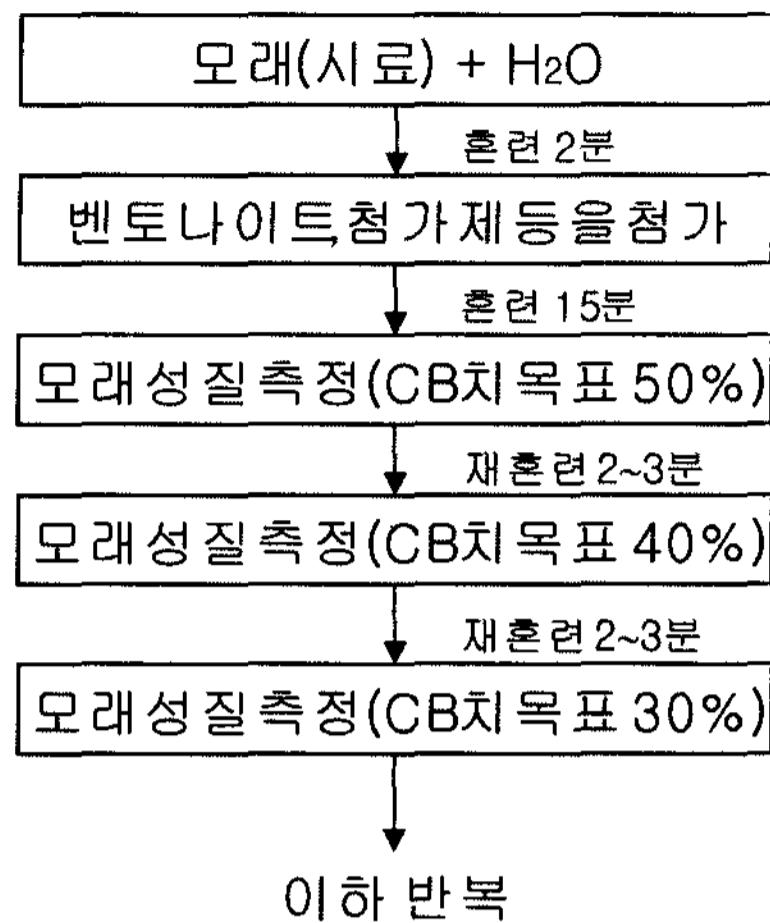 모래(시료) + H₂O
혼련 2분
벤토나이트,첨가제등을첨가
혼련 15분
모래성질측정(CB치목표 50%)
재혼련 2~3분
모래성질측정(CB치목표 40%)
재혼련 2~3분
모래성질측정(CB치목표 30%)
이하 반복